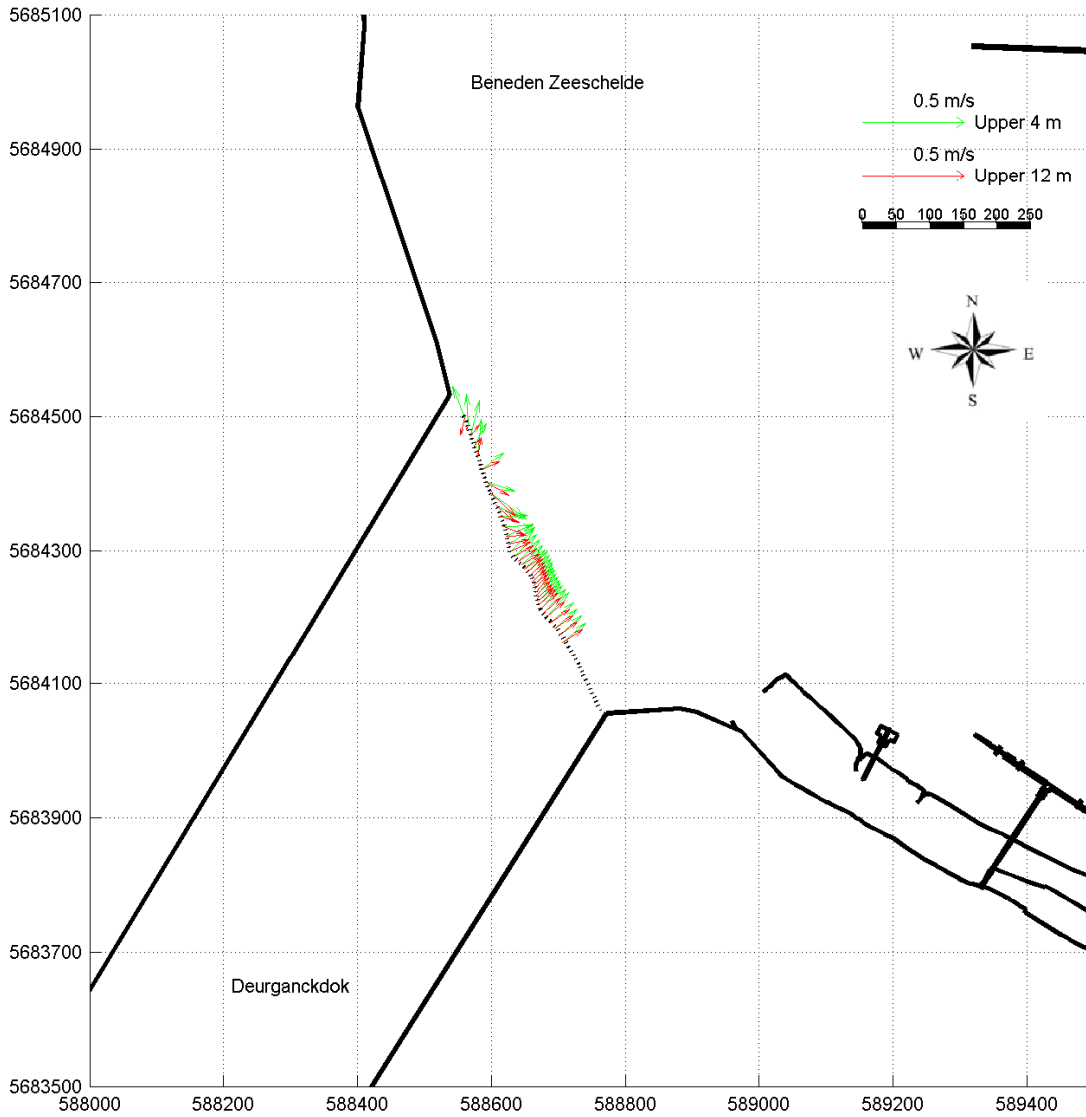 5685100
Beneden Zeeschelde
0.5 m/s
Upper 4 m
5684900
0.5 m/s
Upper 12 m
0 50 100 150 200 250
5684700
N
W E
S
5684500
5684300
5684100
5683900
5683700
Deurganckdok
5683500
588000 588200 588400 588600 588800 589000 589200 589400